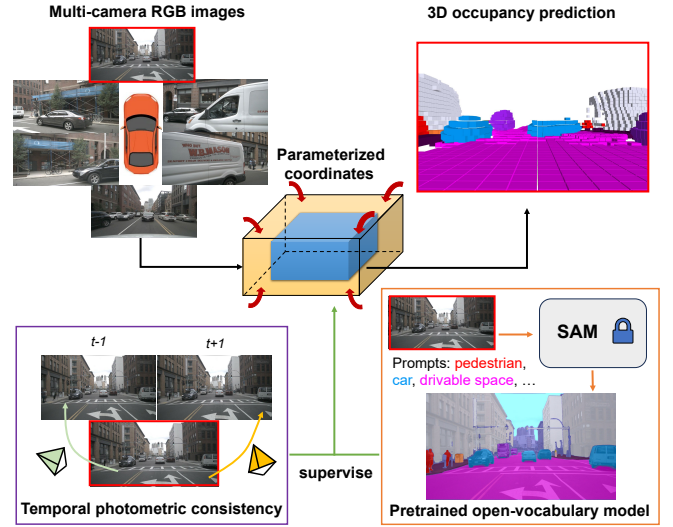 Multi-camera RGB images
3D occupancy prediction
W.B. MASON
Parameterized
coordinates
t-1
t+1
SAM
Prompts: pedestrian,
car, drivable space, …
supervise
Temporal photometric consistency
Pretrained open-vocabulary model